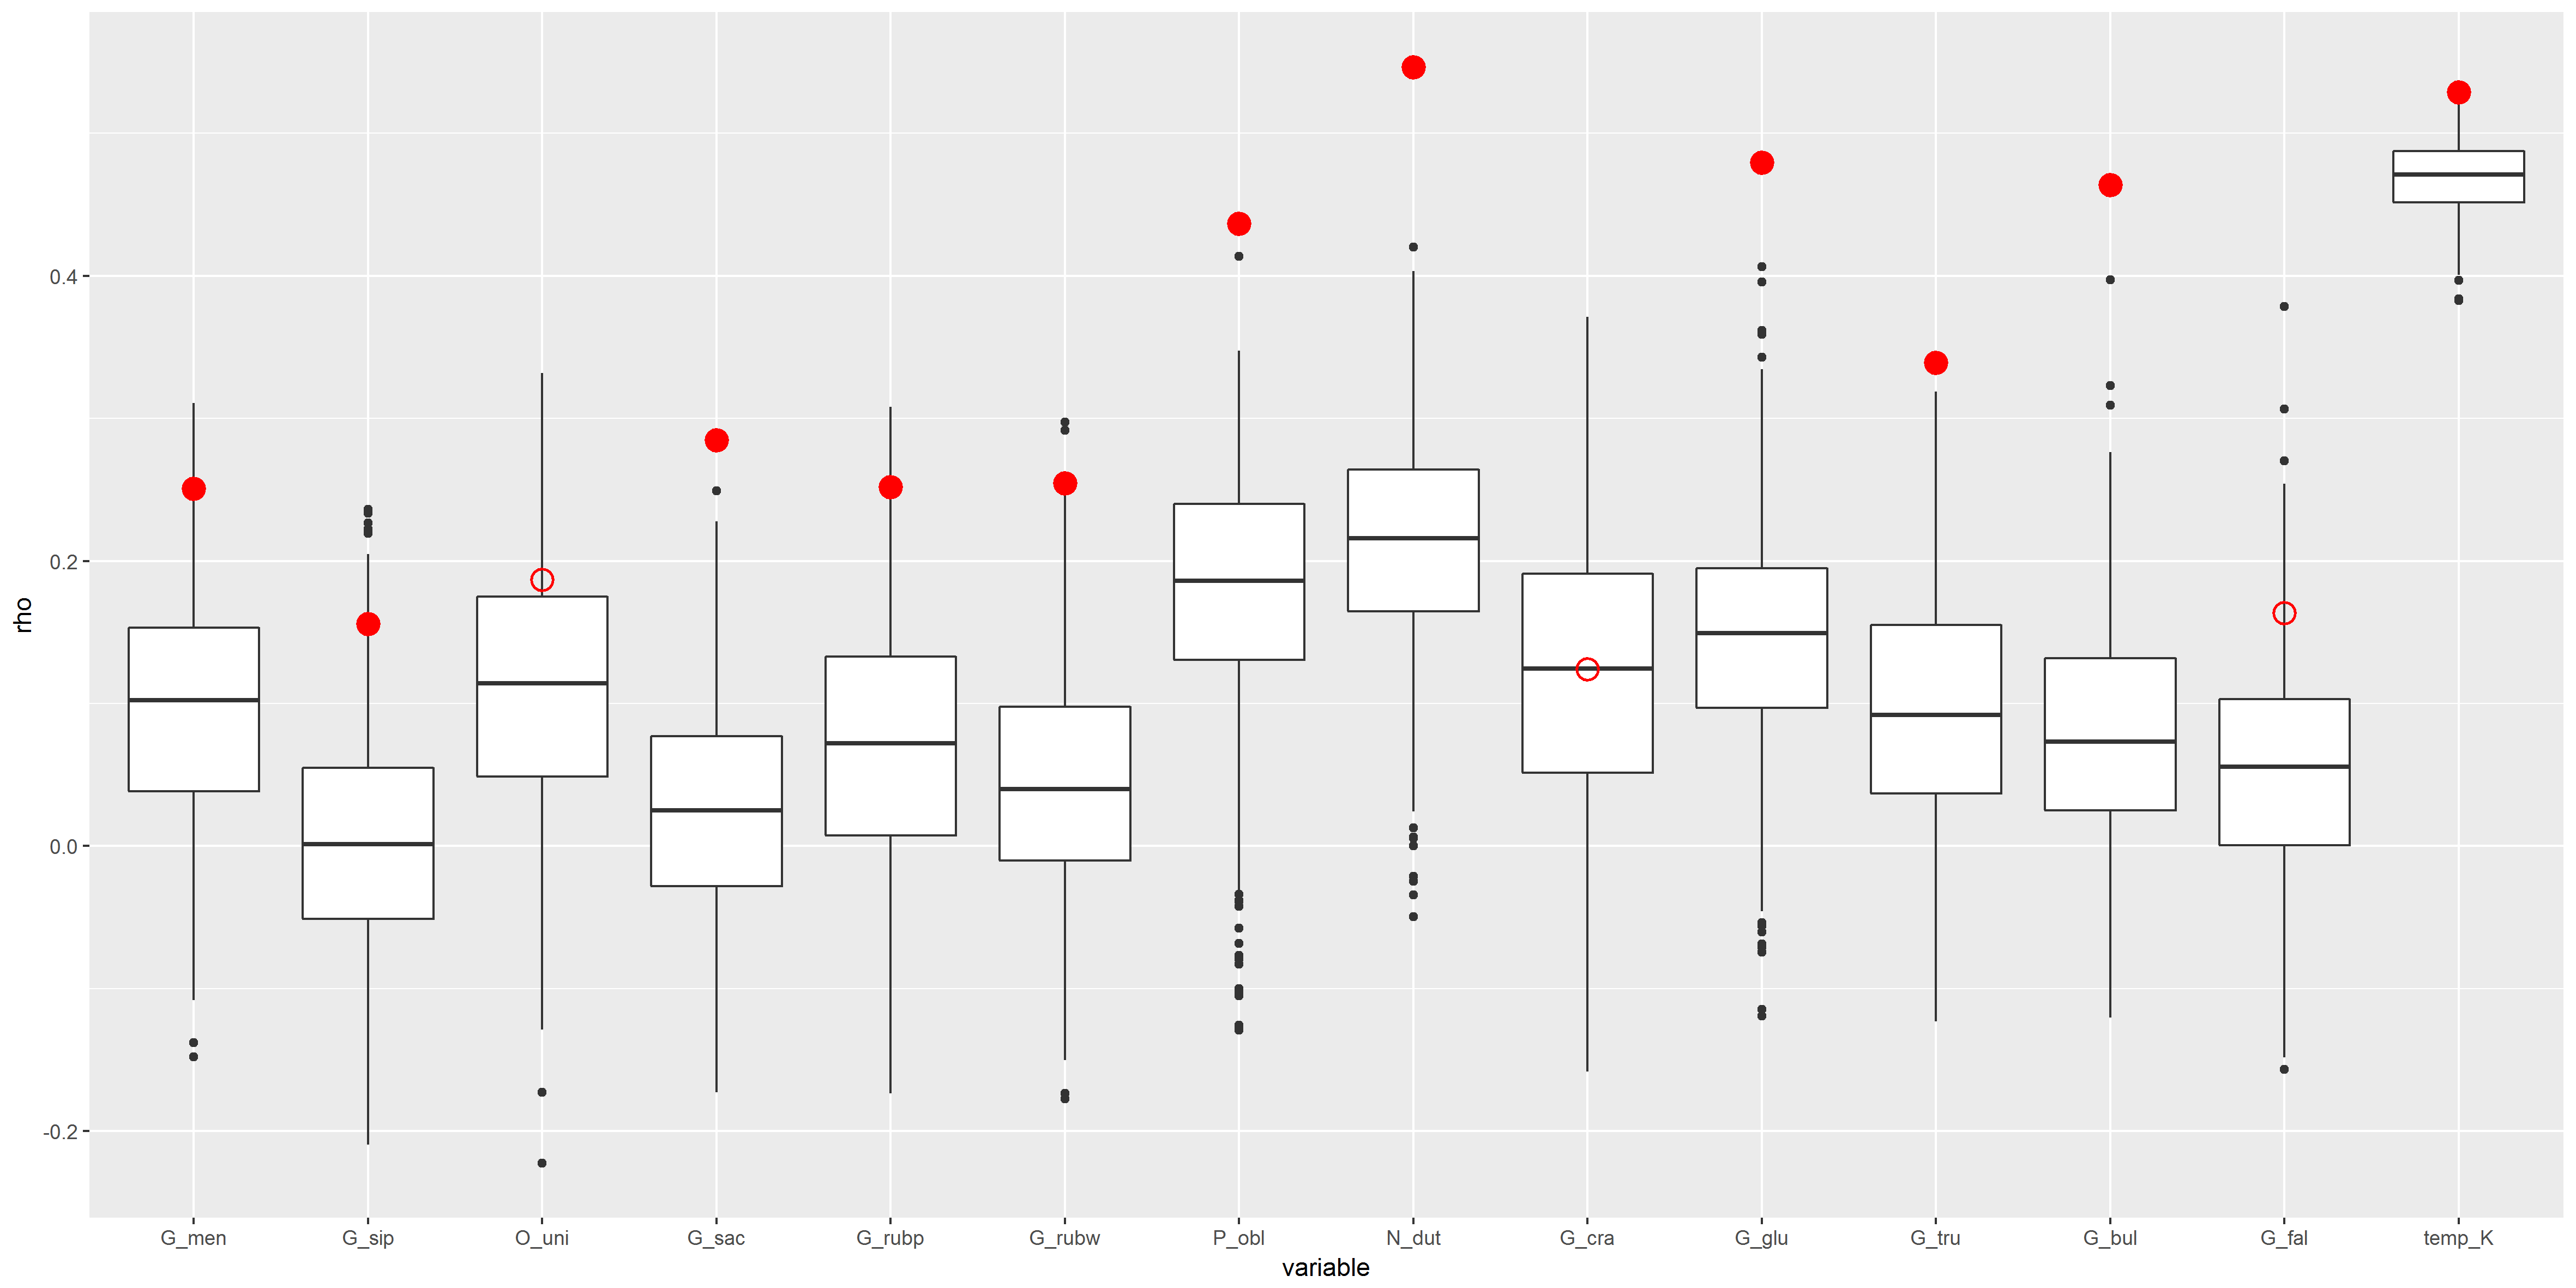 rho
0.4
0.2
0.0
-0.2
G_men G_sip O_uni G_sac G_rubp G_rubw P_obl N_dut G_cra G_glu G_tru G_bul G_fal temp_K
variable